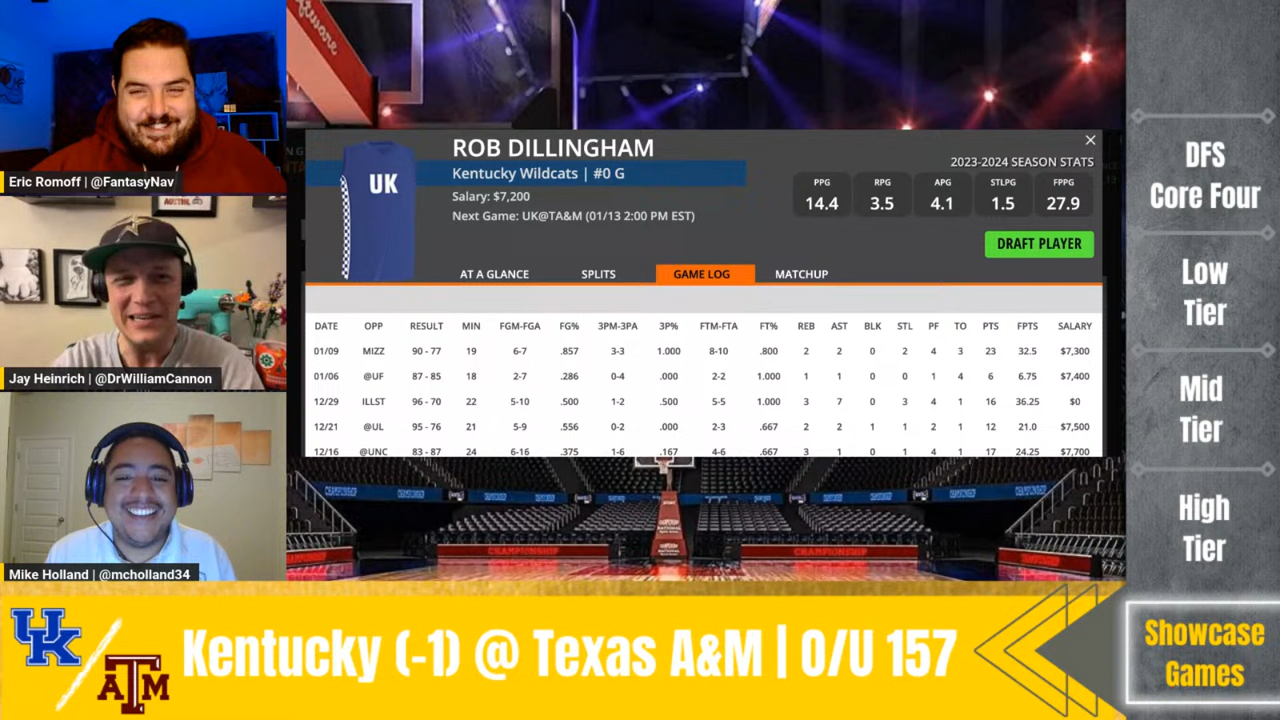 Eric Romoff | @FantasyNav
Jay Heinrich | @DrWilliamCannon
Mike Holland | @mcholland34
UK
ROB DILLINGHAM
Kentucky Wildcats | #0 G
Salary: $7,200
Next Game: UK@TA&M (01/13 2:00 PM EST)
2023-2024 SEASON STATS
PPG RPG APG STLPG FPPG
14.4 3.5 4.1 1.5 27.9
DRAFT PLAYER
AT A GLANCE SPLITS GAME LOG MATCHUP
DATE OPP RESULT MIN FGM-FGA FG% 3PM-3PA 3P% FTM-FTA FT% REB AST BLK STL PF TO PTS FPTS SALARY
01/09 MIZZ 90 - 77 19 6-7 .857 3-3 1.000 8-10 .800 2 2 0 2 4 3 23 32.5 $7,300
01/06 @UF 87 - 85 18 2-7 .286 0-4 .000 2-2 1.000 1 1 0 0 1 4 6 6.75 $7,400
12/29 ILLST 96 - 70 22 5-10 .500 1-2 .500 5-5 1.000 3 7 0 3 4 1 16 36.25 $0
12/21 @UL 95 - 76 21 5-9 .556 0-2 .000 2-3 .667 2 2 1 1 2 1 12 21.0 $7,500
12/16 @UNC 83 - 87 24 6-16 .375 1-6 .167 4-6 .667 3 1 0 1 4 1 17 24.25 $7,700
CHAMPIONSHIP
CHAMPIONSHIP
UK
ATM
Kentucky (-1) @ Texas A&M | O/U 157
DFS
Core Four
Low
Tier
Mid
Tier
High
Tier
Showcase
Games